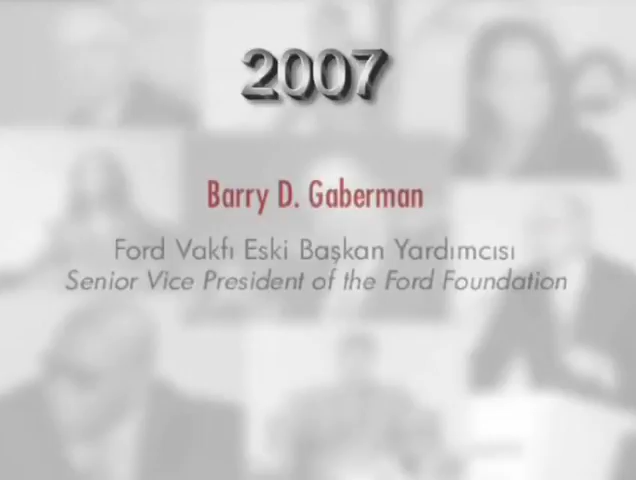 2007
Barry D. Gaberman
Ford Vakfı Eski Başkan Yardımcısı
Senior Vice President of the Ford Foundation